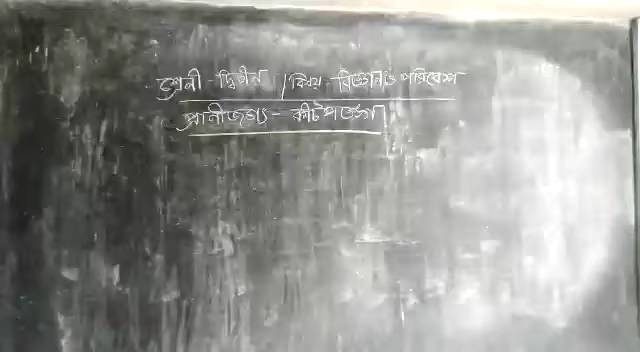 শ্রেনী - দ্বিতীয় / বিষয় - বিজ্ঞান ও পরিবেশ
প্রানীজগৎ - কীটপতঙ্গ